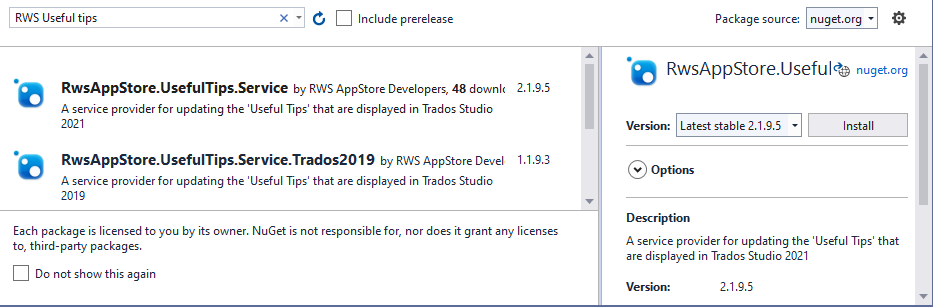 RWS Useful tips
Include prerelease
Package source: nuget.org
RwsAppStore.UsefulTips.Service by RWS AppStore Developers, 48 downlo
2.1.9.5
A service provider for updating the 'Useful Tips' that are displayed in Trados Studio
2021
RwsAppStore.UsefulTips.Service.Trados2019 by RWS AppStore Devel
1.1.9.3
A service provider for updating the 'Useful Tips' that are displayed in Trados Studio
2019
Each package is licensed to you by its owner. NuGet is not responsible, nor does it grant any licenses
to, third-party packages.
Do not show this again
RwsAppStore.Useful
nuget.org
Version: Latest stable 2.1.9.5
Install
Options
Description
A service provider for updating the 'Useful Tips' that
are displayed in Trados Studio 2021
Version: 2.1.9.5